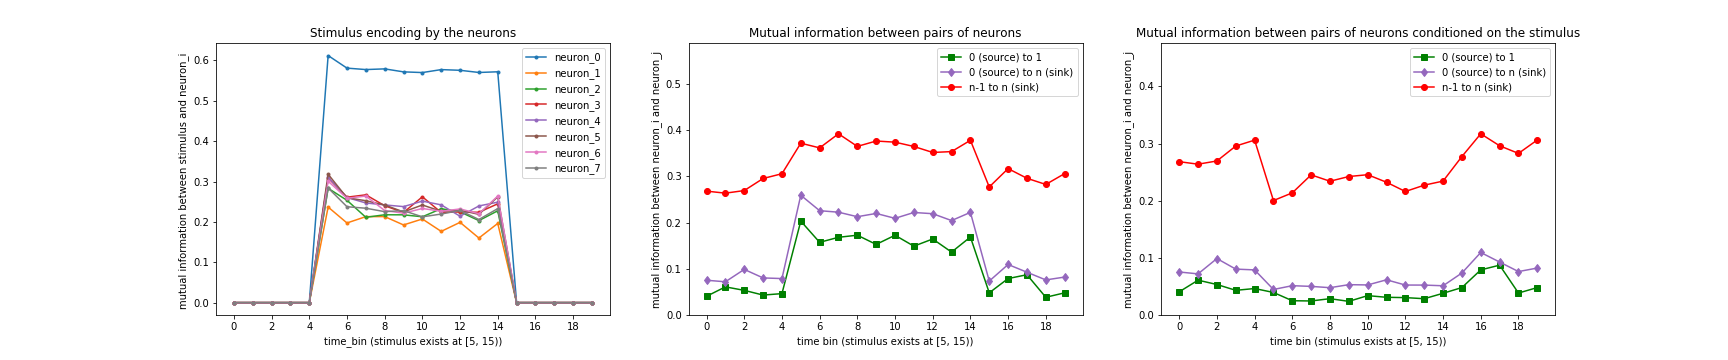 Stimulus encoding by the neurons
mutual information between stimulus and neuron_i
0.6
0.5
0.4
0.3
0.2
0.1
0.0
neuron_0
neuron_1
neuron_2
neuron_3
neuron_4
neuron_5
neuron_6
neuron_7
0 2 4 6 8 10 12 14 16 18
time_bin (stimulus exists at [5, 15))
Mutual information between pairs of neurons
mutual information between neuron_i and neuron_j
0.5
0.4
0.3
0.2
0.1
0.0
0 (source) to 1
0 (source) to n (sink)
n-1 to n (sink)
0 2 4 6 8 10 12 14 16 18
time bin (stimulus exists at [5, 15))
Mutual information between pairs of neurons conditioned on the stimulus
mutual information between neuron_i and neuron_j
0.4
0.3
0.2
0.1
0.0
0 (source) to 1
0 (source) to n (sink)
n-1 to n (sink)
0 2 4 6 8 10 12 14 16 18
time bin (stimulus exists at [5, 15))